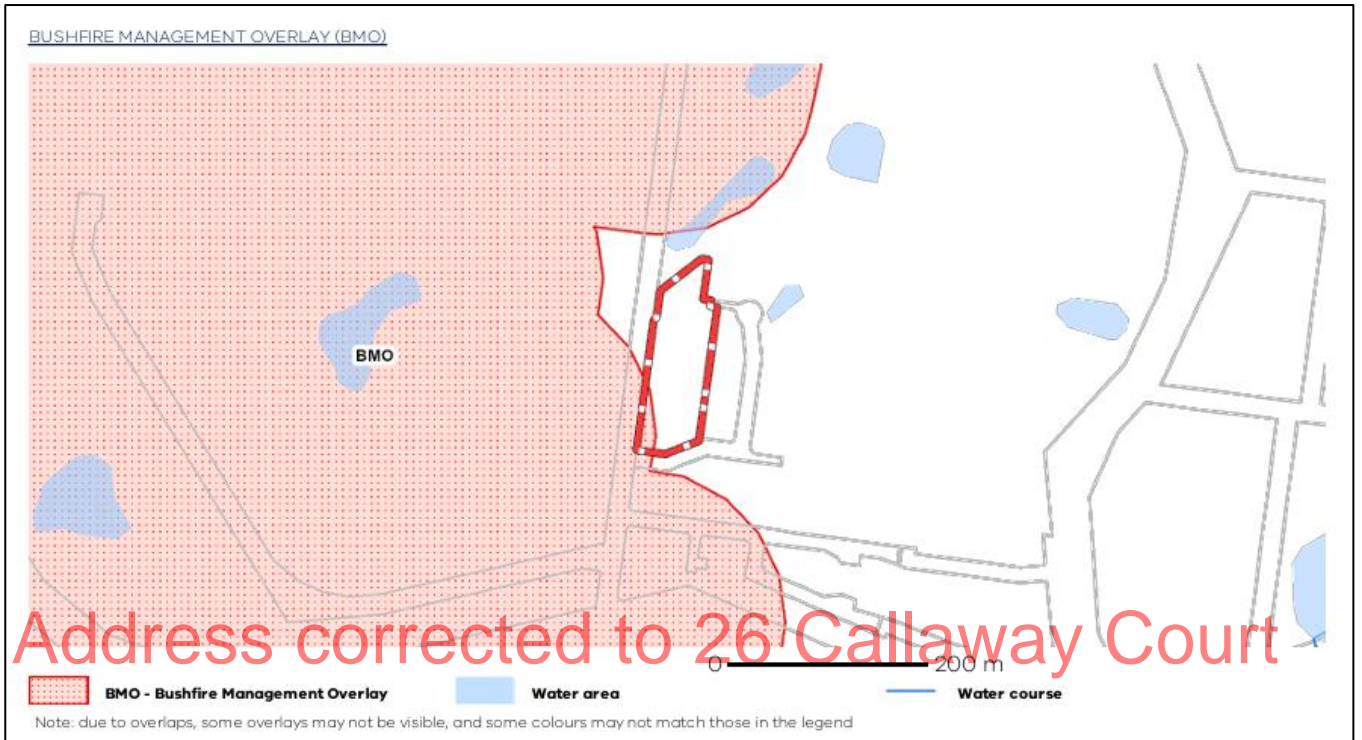 BUSHFIRE MANAGEMENT OVERLAY (BMO)
BMO
Address corrected to 26 Callaway Court
0 200 m
BMO - Bushfire Management Overlay Water area Water course
Note: due to overlaps, some overlays may not be visible, and some colours may not match those in the legend